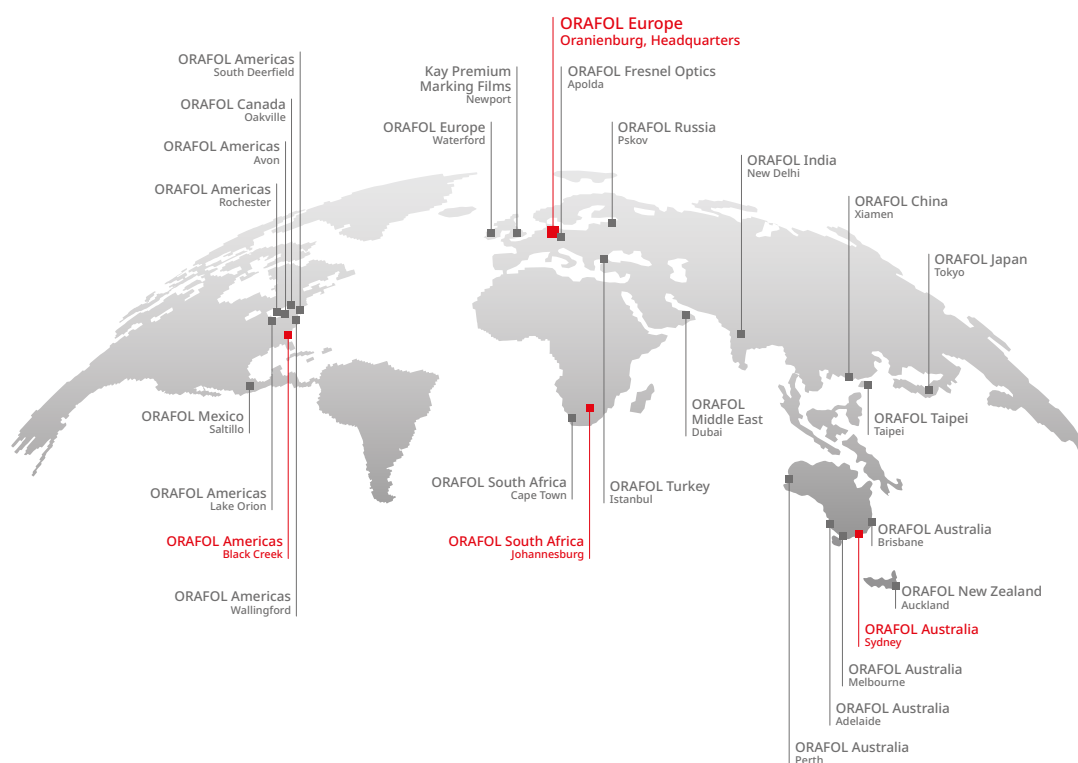 ORAFOL Europe
Oranienburg, Headquarters
ORAFOL Americas
South Deerfield
Kay Premium
Marking Films
Newport
ORAFOL Fresnel Optics
Apolda
ORAFOL Canada
Oakville
ORAFOL Europe
Waterford
ORAFOL Russia
Pskov
ORAFOL Americas
Avon
ORAFOL India
New Delhi
ORAFOL Americas
Rochester
ORAFOL China
Xiamen
ORAFOL Japan
Tokyo
ORAFOL Mexico
Saltillo
ORAFOL
Middle East
Dubai
ORAFOL Taipei
Taipei
ORAFOL Americas
Lake Orion
ORAFOL South Africa
Cape Town
ORAFOL Turkey
Istanbul
ORAFOL Americas
Black Creek
ORAFOL South Africa
Johannesburg
ORAFOL Australia
Brisbane
ORAFOL Americas
Wallingford
ORAFOL New Zealand
Auckland
ORAFOL Australia
Sydney
ORAFOL Australia
Melbourne
ORAFOL Australia
Adelaide
ORAFOL Australia
Perth